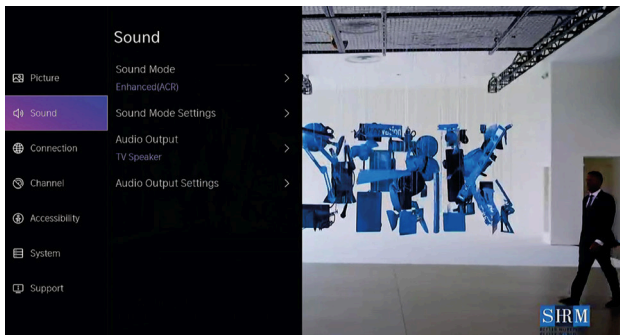 Sound
Picture
Sound
Connection
Channel
Accessibility
System
Support
Sound Mode
Enhanced(ACR)
Sound Mode Settings
Audio Output
TV Speaker
Audio Output Settings
SHRM